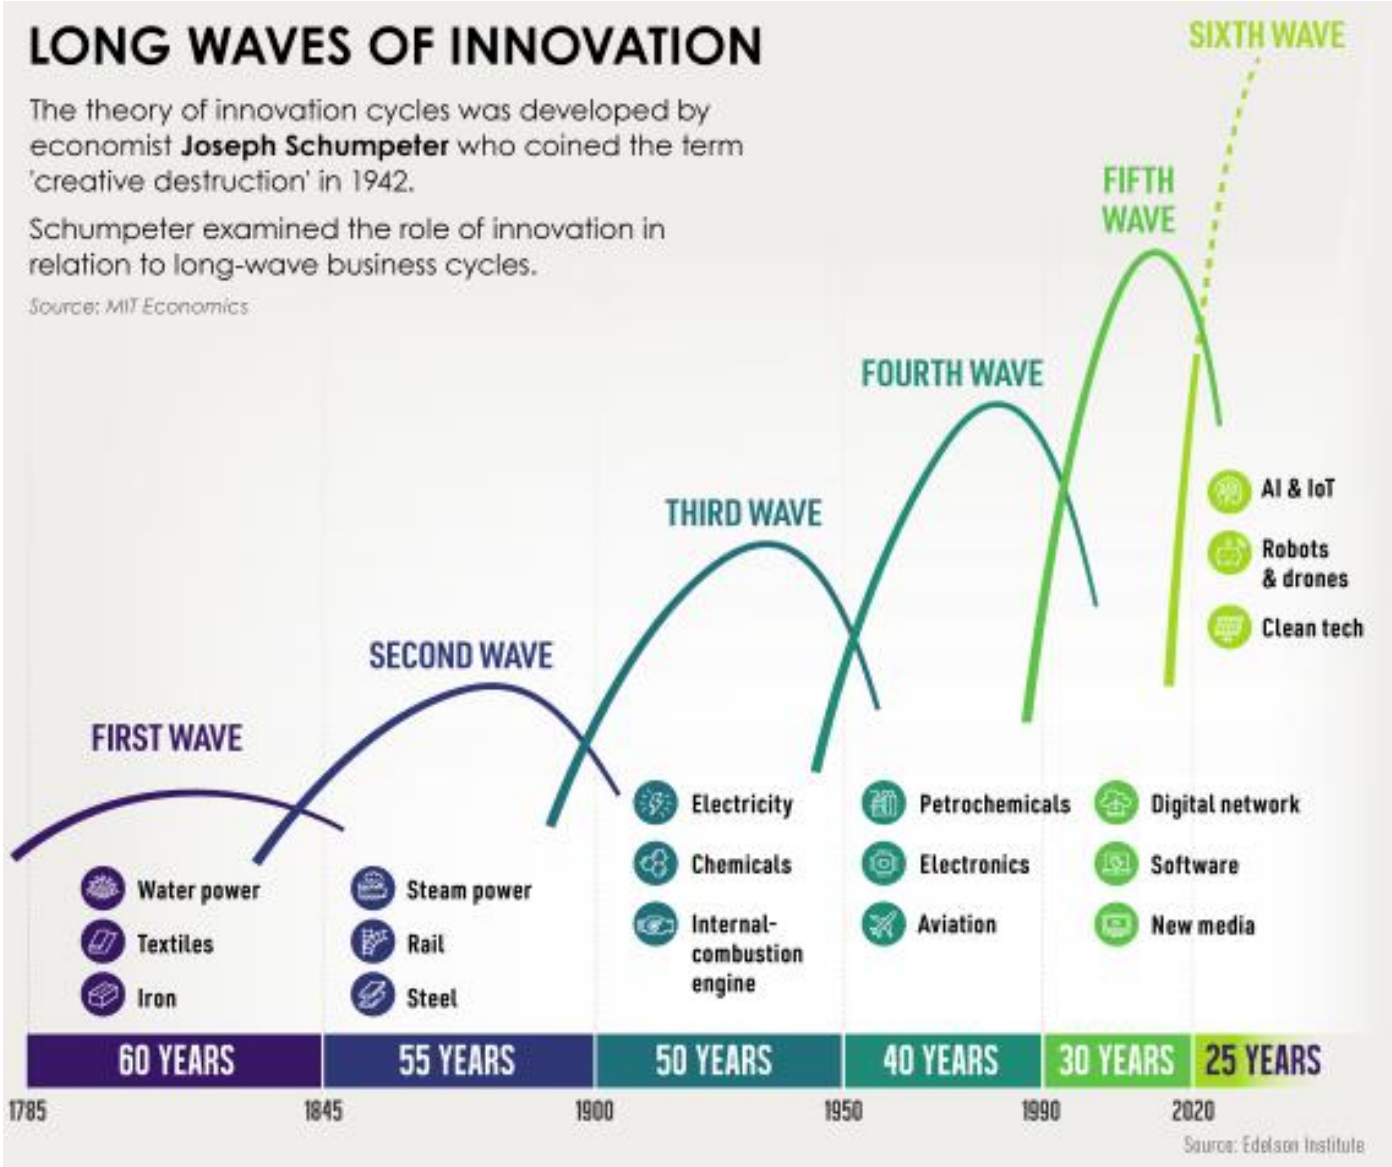 LONG WAVES OF INNOVATION
The theory of innovation cycles was developed by
economist Joseph Schumpeter who coined the term
'creative destruction' in 1942.
Schumpeter examined the role of innovation in
relation to long-wave business cycles.
Source: MIT Economics
SIXTH WAVE
FIFTH
WAVE
FOURTH WAVE
THIRD WAVE
SECOND WAVE
FIRST WAVE
Water power
Textiles
Iron
Steam power
Rail
Steel
Electricity
Chemicals
Internal-
combustion
engine
Petrochemicals
Electronics
Aviation
Digital network
Software
New media
AI & IoT
Robots
& drones
Clean tech
60 YEARS
55 YEARS
50 YEARS
40 YEARS
30 YEARS
25 YEARS
1785
1845
1900
1950
1990
2020
Source: Edelson Institute